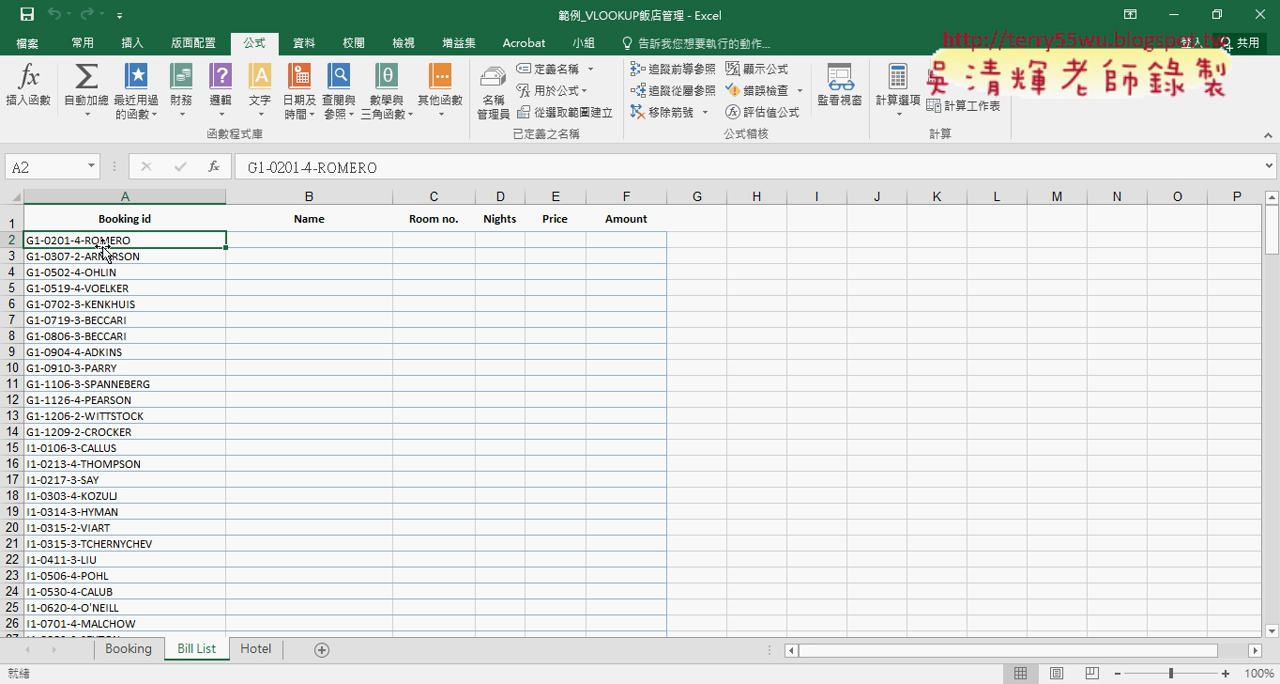 範例_VLOOKUP飯店管理 - Excel
檔案 常用 插入 版面配置 公式 資料 校閱 檢視 增益集 Acrobat 小組 告訴我您想要執行的動作... 登入 共用
http://terry55wu.blogspot.tw
吳清輝老師錄製
插入函數 自動加總 最近用過的函數 財務 邏輯 文字 日期及時間 查閱與參照 數學與三角函數 其他函數
函數程式庫
名稱管理員 定義名稱 用於公式 從選取範圍建立
已定義之名稱
追蹤前導參照 追蹤從屬參照 移除箭號 顯示公式 錯誤檢查 評估值公式
公式稽核
監看視窗 計算選項 計算工作表
計算
A2 fx G1-0201-4-ROMERO
A B C D E F G H I J K L M N O P
1 Booking id Name Room no. Nights Price Amount
2 G1-0201-4-ROMERO
3 G1-0307-2-ARNARSON
4 G1-0502-4-OHLIN
5 G1-0519-4-VOELKER
6 G1-0702-3-KENKHUIS
7 G1-0719-3-BECCARI
8 G1-0806-3-BECCARI
9 G1-0904-4-ADKINS
10 G1-0910-3-PARRY
11 G1-1106-3-SPANNEBERG
12 G1-1126-4-PEARSON
13 G1-1206-2-WITTSTOCK
14 G1-1209-2-CROCKER
15 I1-0106-3-CALLUS
16 I1-0213-4-THOMPSON
17 I1-0217-3-SAY
18 I1-0303-4-KOZULJ
19 I1-0314-3-HYMAN
20 I1-0315-2-VIART
21 I1-0315-3-TCHERNYCHEV
22 I1-0411-3-LIU
23 I1-0506-4-POHL
24 I1-0530-4-CALUB
25 I1-0620-4-O'NEILL
26 I1-0701-4-MALCHOW
Booking Bill List Hotel
就緒 100%